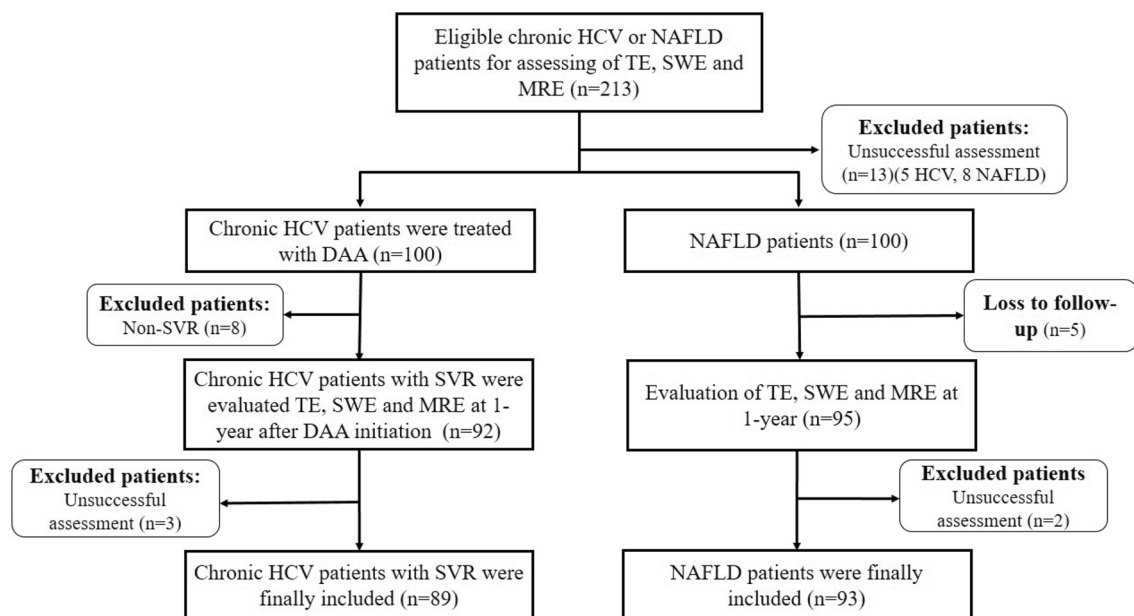 Eligible chronic HCV or NAFLD
patients for assessing of TE, SWE and
MRE (n=213)
Excluded patients:
Unsuccessful assessment
(n=13)(5 HCV, 8 NAFLD)
Chronic HCV patients were treated
with DAA (n=100)
NAFLD patients (n=100)
Excluded patients:
Non-SVR (n=8)
Loss to follow-
up (n=5)
Chronic HCV patients with SVR were
evaluated TE, SWE and MRE at 1-
year after DAA initiation (n=92)
Evaluation of TE, SWE and MRE at
1-year (n=95)
Excluded patients:
Unsuccessful
assessment (n=3)
Excluded patients
Unsuccessful
assessment (n=2)
Chronic HCV patients with SVR were
finally included (n=89)
NAFLD patients were finally
included (n=93)